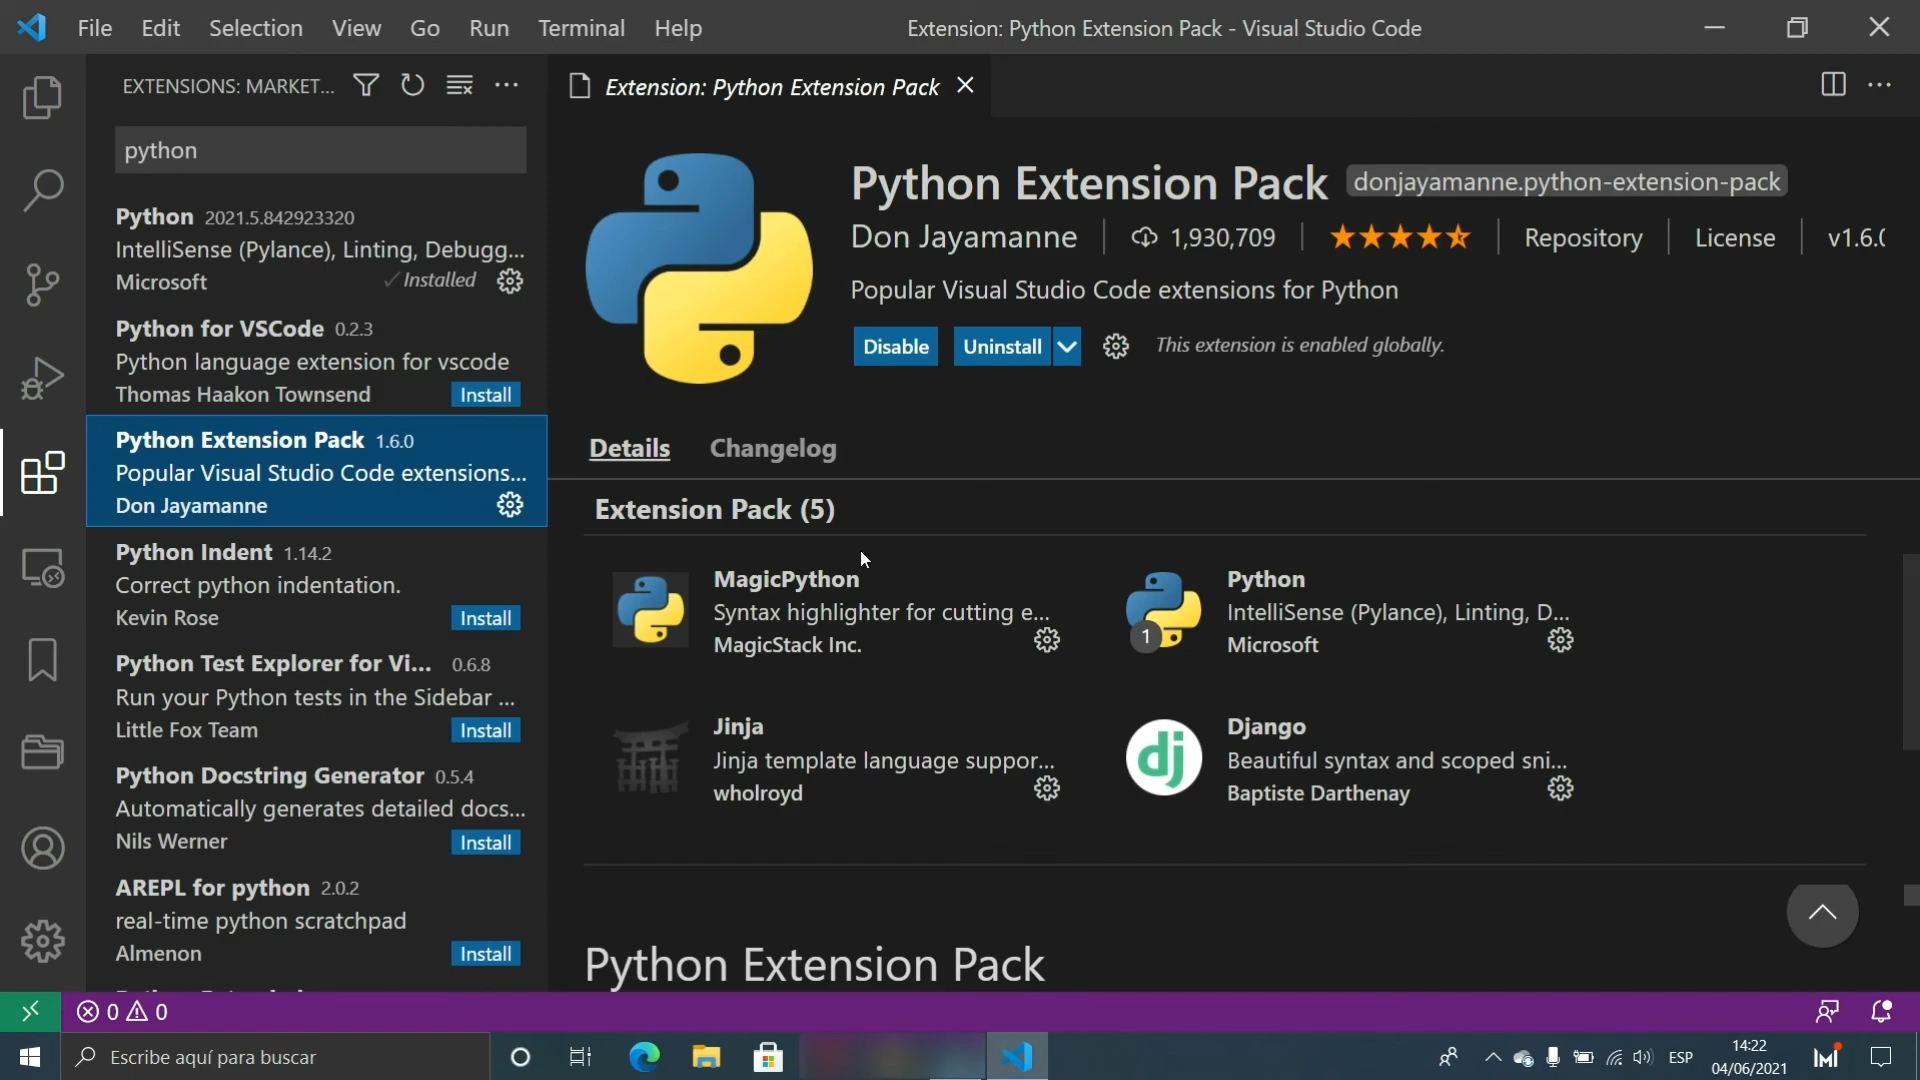 File Edit Selection View Go Run Terminal Help
Extension: Python Extension Pack - Visual Studio Code
EXTENSIONS: MARKET...
python
Python 2021.5.842923320
IntelliSense (Pylance), Linting, Debugg...
Microsoft ✓Installed
Python for VSCode 0.2.3
Python language extension for vscode
Thomas Haakon Townsend Install
Python Extension Pack 1.6.0
Popular Visual Studio Code extensions...
Don Jayamanne
Python Indent 1.14.2
Correct python indentation.
Kevin Rose Install
Python Test Explorer for Vi... 0.6.8
Run your Python tests in the Sidebar ...
Little Fox Team Install
Python Docstring Generator 0.5.4
Automatically generates detailed docs...
Nils Werner Install
AREPL for python 2.0.2
real-time python scratchpad
Almenon Install
Extension: Python Extension Pack
Python Extension Pack donjayamanne.python-extension-pack
Don Jayamanne 1,930,709 Repository License v1.6.0
Popular Visual Studio Code extensions for Python
Disable Uninstall This extension is enabled globally.
Details Changelog
Extension Pack (5)
MagicPython
Syntax highlighter for cutting e...
MagicStack Inc.
Python
IntelliSense (Pylance), Linting, D...
1
Microsoft
Jinja
Jinja template language suppor...
wholroyd
dj
Django
Beautiful syntax and scoped sni...
Baptiste Darthenay
Python Extension Pack
0 0
Escribe aquí para buscar
ESP
14:22
04/06/2021